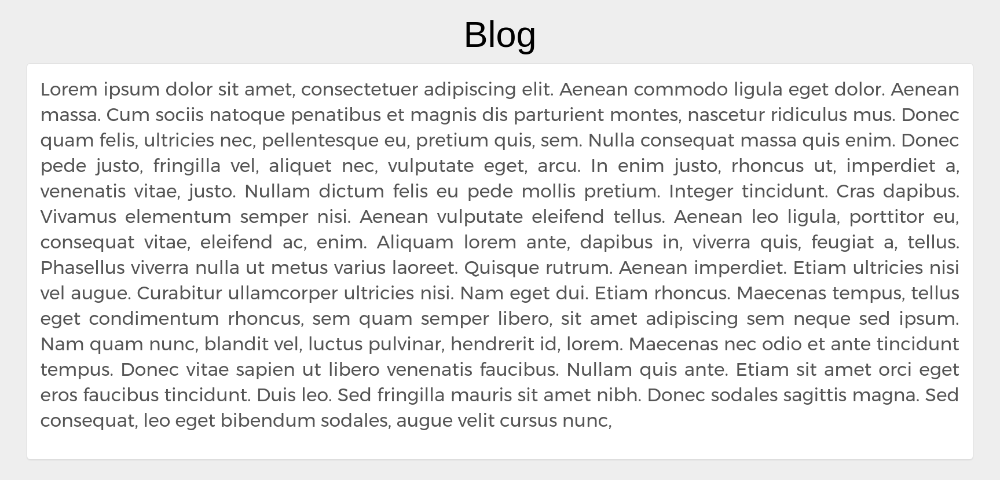 Blog
Lorem ipsum dolor sit amet, consectetuer adipiscing elit. Aenean commodo ligula eget dolor. Aenean
massa. Cum sociis natoque penatibus et magnis dis parturient montes, nascetur ridiculus mus. Donec
quam felis, ultricies nec, pellentesque eu, pretium quis, sem. Nulla consequat massa quis enim. Donec
pede justo, fringilla vel, aliquet nec, vulputate eget, arcu. In enim justo, rhoncus ut, imperdiet a,
venenatis vitae, justo. Nullam dictum felis eu pede mollis pretium. Integer tincidunt. Cras dapibus.
Vivamus elementum semper nisi. Aenean vulputate eleifend tellus. Aenean leo ligula, porttitor eu,
consequat vitae, eleifend ac, enim. Aliquam lorem ante, dapibus in, viverra quis, feugiat a, tellus.
Phasellus viverra nulla ut metus varius laoreet. Quisque rutrum. Aenean imperdiet. Etiam ultricies nisi
vel augue. Curabitur ullamcorper ultricies nisi. Nam eget dui. Etiam rhoncus. Maecenas tempus, tellus
eget condimentum rhoncus, sem quam semper libero, sit amet adipiscing sem neque sed ipsum.
Nam quam nunc, blandit vel, luctus pulvinar, hendrerit id, lorem. Maecenas nec odio et ante tincidunt
tempus. Donec vitae sapien ut libero venenatis faucibus. Nullam quis ante. Etiam sit amet orci eget
eros faucibus tincidunt. Duis leo. Sed fringilla mauris sit amet nibh. Donec sodales sagittis magna. Sed
consequat, leo eget bibendum sodales, augue velit cursus nunc,